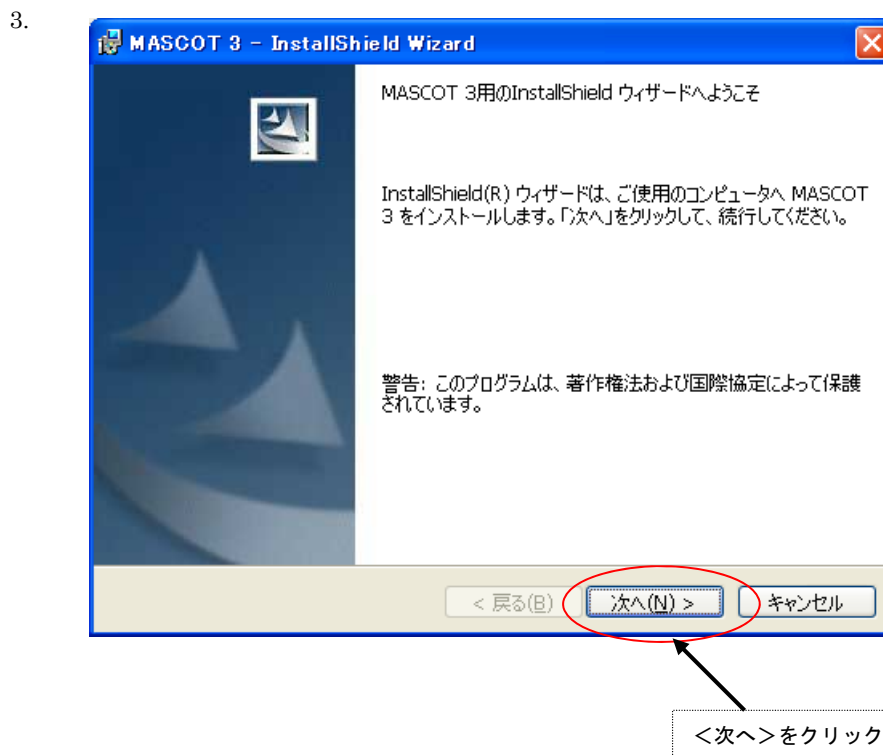 3.
MASCOT 3 - InstallShield Wizard
MASCOT 3用のInstallShield ウィザードへようこそ
InstallShield(R) ウィザードは、ご使用のコンピュータへ MASCOT
3 をインストールします。「次へ」をクリックして、続行してください。
警告: このプログラムは、著作権法および国際協定によって保護
されています。
< 戻る(B)
次へ(N) >
キャンセル
＜次へ＞をクリック